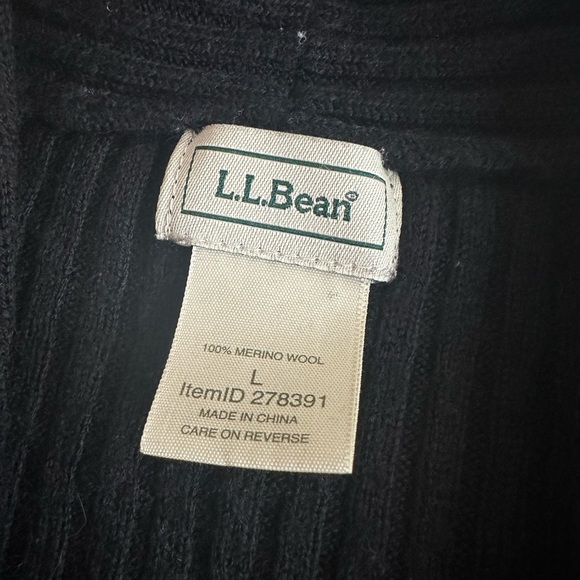 L.L.Bean®
100% MERINO WOOL
L
ItemID 278391
MADE IN CHINA
CARE ON REVERSE